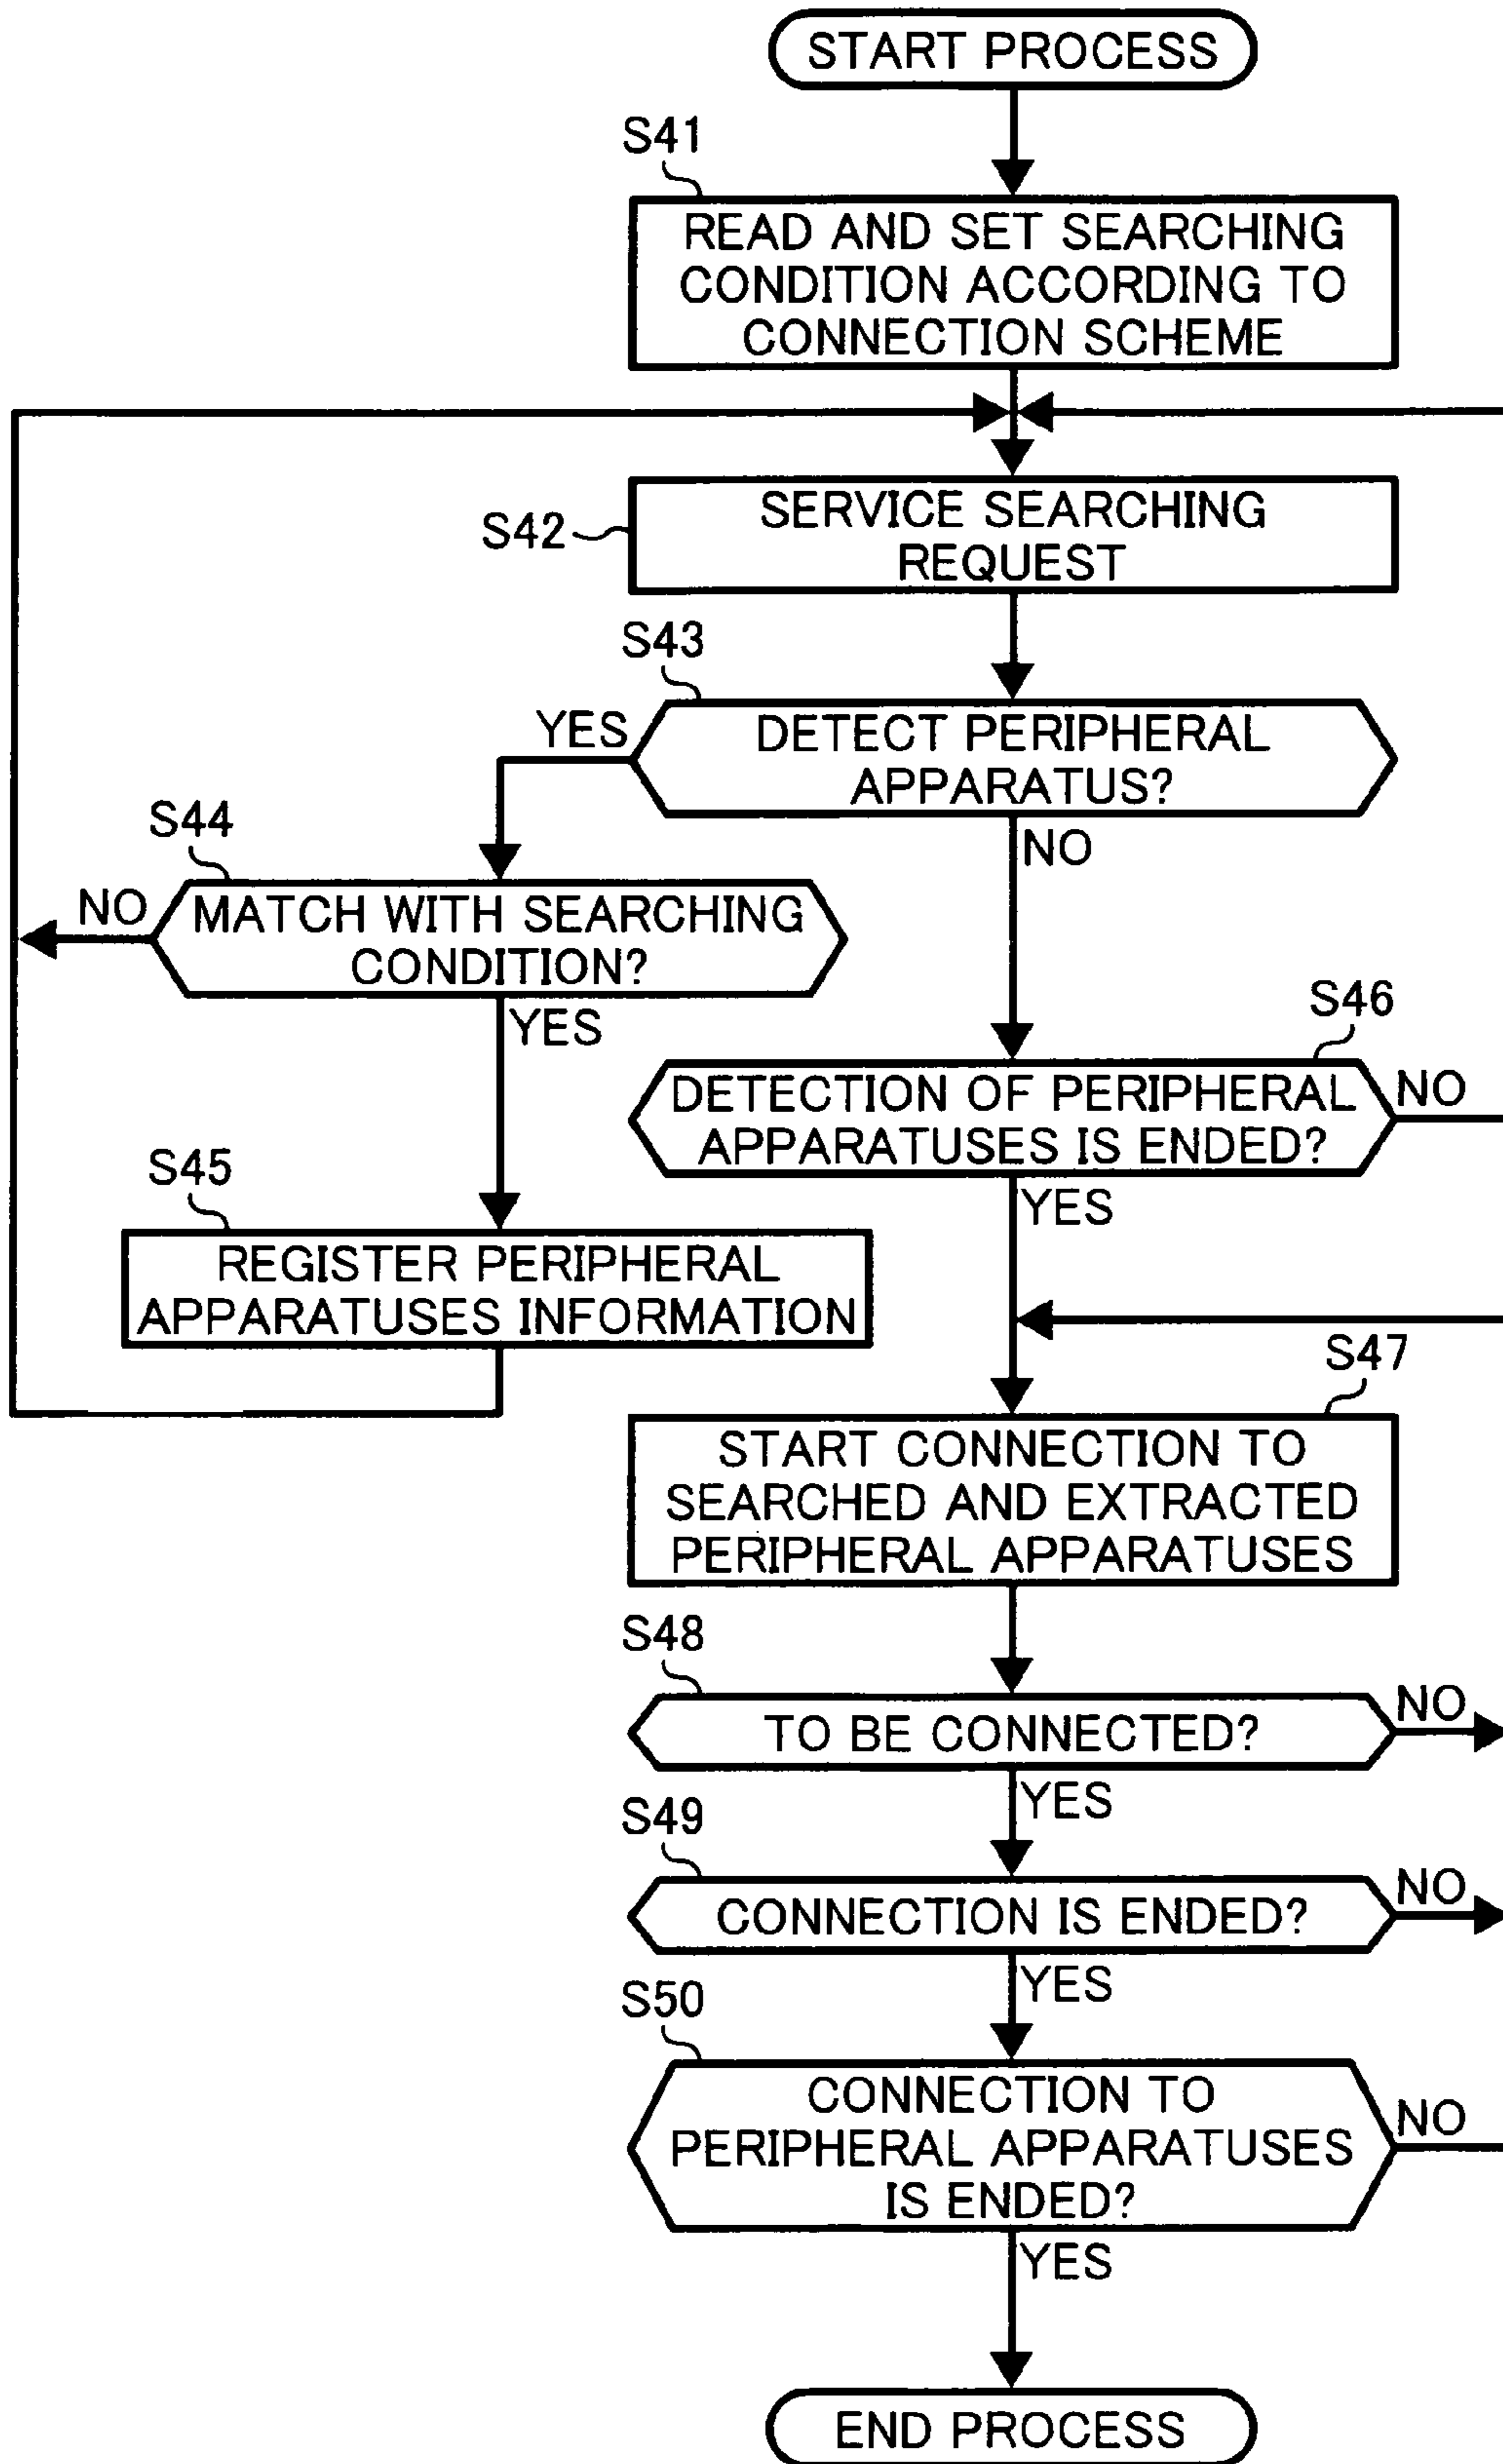 START PROCESS
S41
READ AND SET SEARCHING
CONDITION ACCORDING TO
CONNECTION SCHEME
S42
SERVICE SEARCHING
REQUEST
S43
DETECT PERIPHERAL
APPARATUS?
YES
NO
S44
MATCH WITH SEARCHING
CONDITION?
NO
YES
S45
REGISTER PERIPHERAL
APPARATUSES INFORMATION
S46
DETECTION OF PERIPHERAL
APPARATUSES IS ENDED?
NO
YES
S47
START CONNECTION TO
SEARCHED AND EXTRACTED
PERIPHERAL APPARATUSES
S48
TO BE CONNECTED?
NO
YES
S49
CONNECTION IS ENDED?
NO
YES
S50
CONNECTION TO
PERIPHERAL APPARATUSES
IS ENDED?
NO
YES
END PROCESS